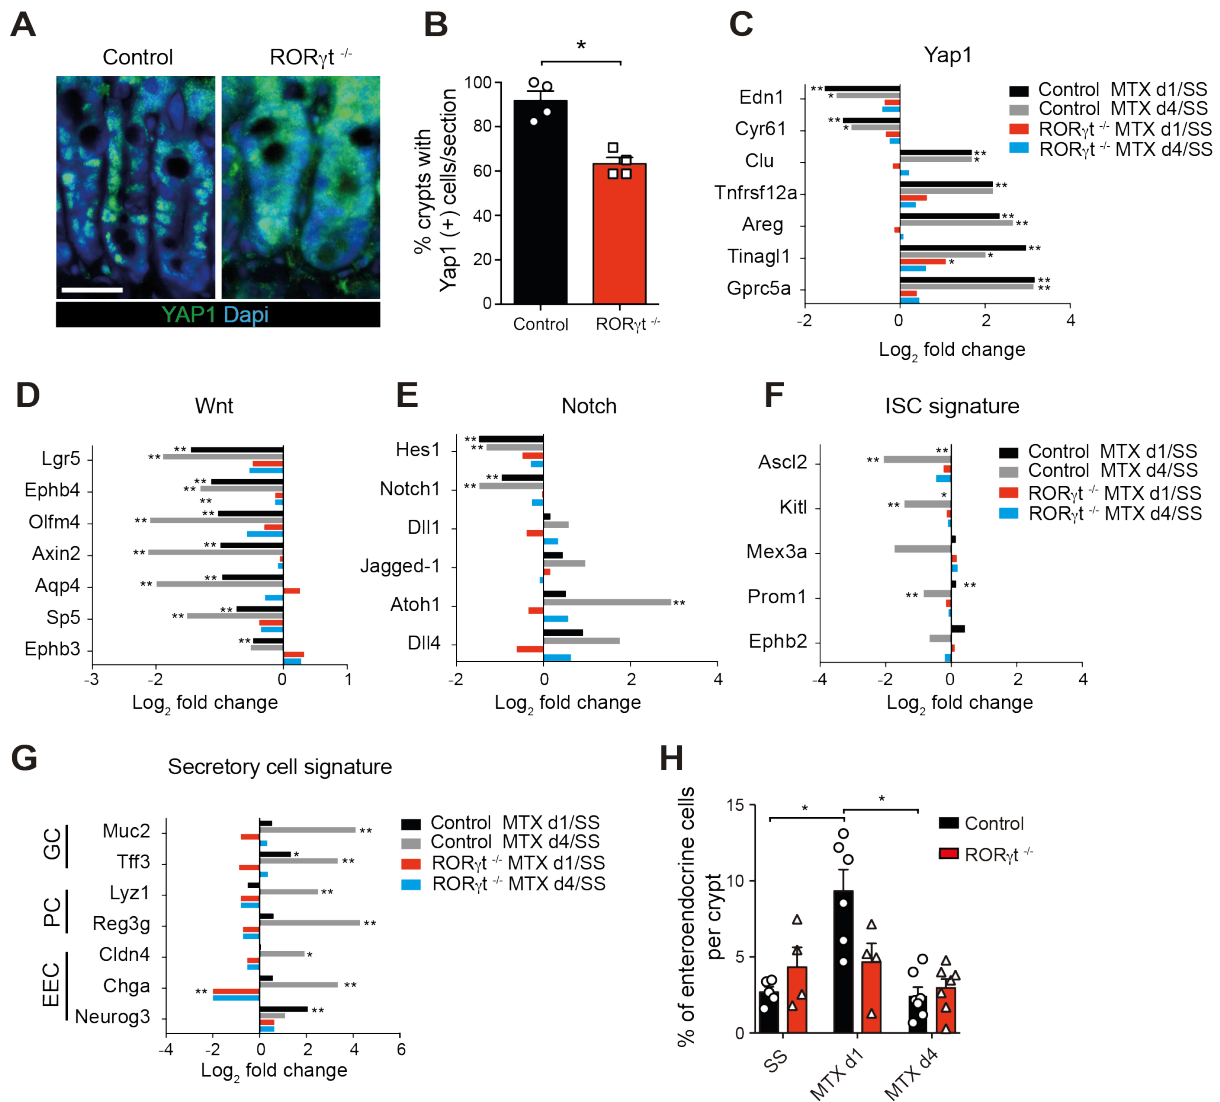 A
Control
RORγt -/-
YAP1 Dapi
B
*
% crypts with
Yap1 (+) cells/section
100
80
60
40
20
0
Control
RORγt -/-
C
Yap1
Edn1
Cyr61
Clu
Tnfrsf12a
Areg
Tinagl1
Gprc5a
**
*
**
*
**
*
**
**
**
**
*
*
**
**
-2
0
2
4
Log2 fold change
Control MTX d1/SS
Control MTX d4/SS
RORγt -/- MTX d1/SS
RORγt -/- MTX d4/SS
D
Wnt
Lgr5
Ephb4
Olfm4
Axin2
Aqp4
Sp5
Ephb3
**
**
**
**
**
**
**
**
**
**
**
**
**
**
-3
-2
0
1
Log2 fold change
E
Notch
Hes1
Notch1
Dll1
Jagged-1
Atoh1
Dll4
**
**
**
**
**
-2
0
2
4
Log2 fold change
F
ISC signature
Ascl2
Kitl
Mex3a
Prom1
Ephb2
**
**
*
**
**
**
-4
-2
0
2
4
Log2 fold change
Control MTX d1/SS
Control MTX d4/SS
RORγt -/- MTX d1/SS
RORγt -/- MTX d4/SS
G
Secretory cell signature
GC
PC
EEC
Muc2
Tff3
Lyz1
Reg3g
Cldn4
Chga
Neurog3
**
*
**
**
**
*
**
**
**
-4
-2
0
2
4
6
Log2 fold change
Control MTX d1/SS
Control MTX d4/SS
RORγt -/- MTX d1/SS
RORγt -/- MTX d4/SS
H
% of enteroendocrine cells
per crypt
15
10
5
0
*
*
Control
RORγt -/-
SS
MTX d1
MTX d4